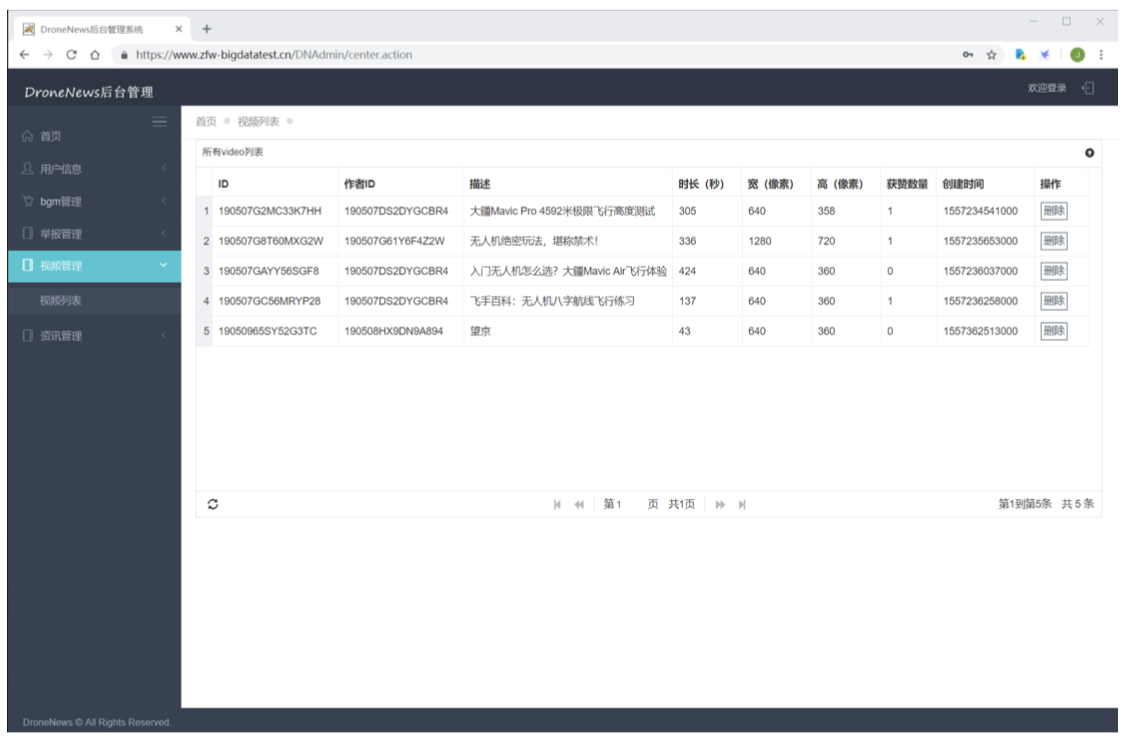 DroneNews后台管理系统
https://www.zfw-bigdatatest.cn/DNAdmin/center.action
J
DroneNews后台管理
欢迎登录
首页
用户信息
bgm管理
举报管理
视频管理
视频列表
资讯管理
首页 视频列表
所有video列表
ID 作者ID 描述 时长（秒） 宽（像素） 高（像素） 获赞数量 创建时间 操作
1 190507G2MC33K7HH 190507DS2DYGCBR4 大疆Mavic Pro 4592米极限飞行高度测试 305 640 358 1 1557234541000 删除
2 190507G8T60MXG2W 190507G61Y6F4Z2W 无人机绝密玩法，堪称禁术！ 336 1280 720 1 1557235653000 删除
3 190507GAYY56SGF8 190507DS2DYGCBR4 入门无人机怎么选？大疆Mavic Air飞行体验 424 640 360 0 1557236037000 删除
4 190507GC56MRYP28 190507DS2DYGCBR4 飞手百科：无人机八字航线飞行练习 137 640 360 1 1557236258000 删除
5 19050965SY52G3TC 190508HX9DN9A894 望京 43 640 360 0 1557362513000 删除
第 1 页 共1页
第1到第5条 共 5 条
DroneNews © All Rights Reserved.